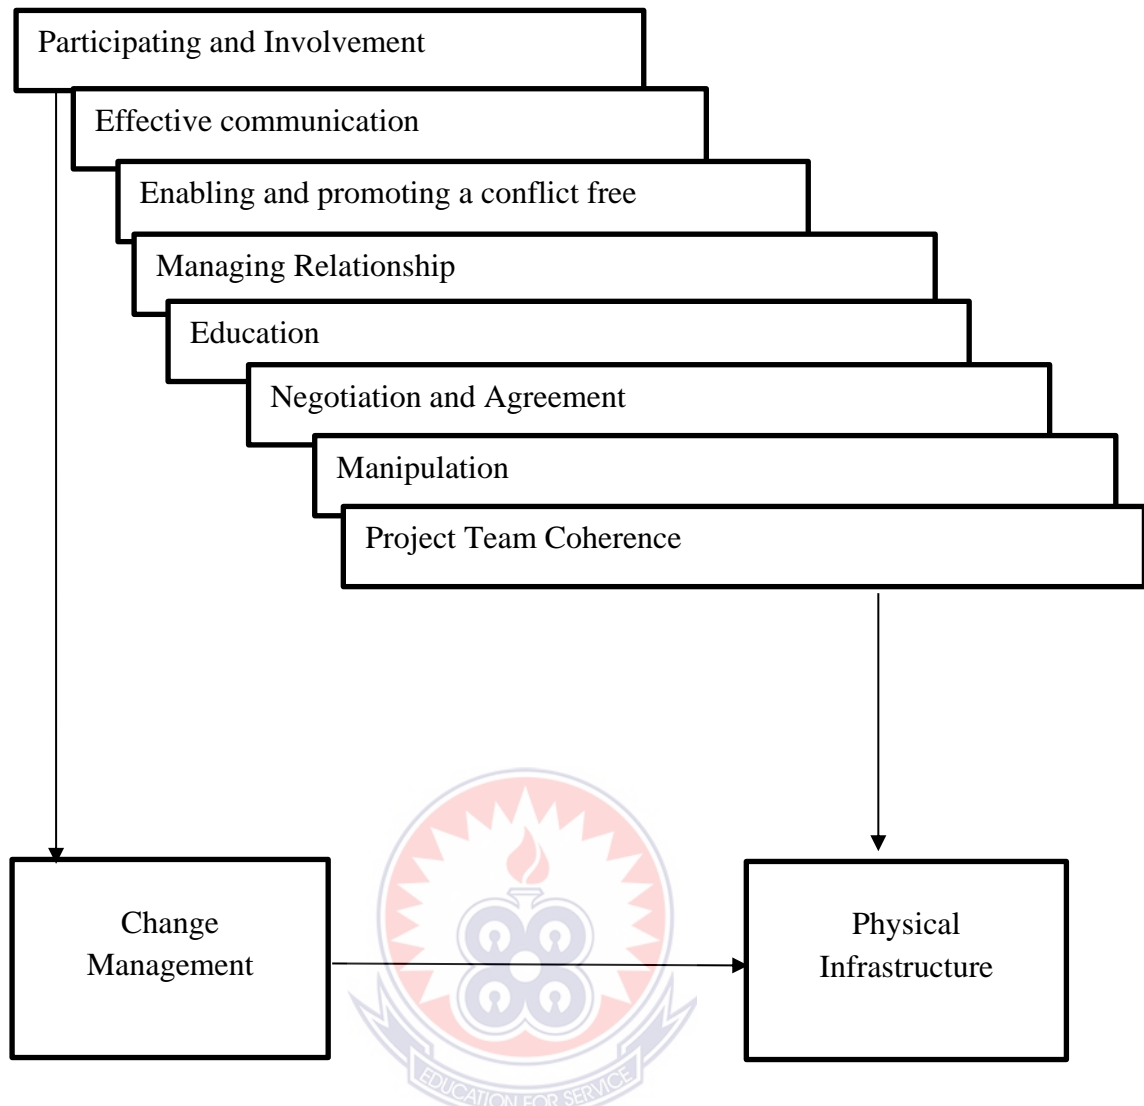 Participating and Involvement
Effective communication
Enabling and promoting a conflict free
Managing Relationship
Education
Negotiation and Agreement
Manipulation
Project Team Coherence
Change
Management
Physical
Infrastructure
EDUCATION FOR SERVICE